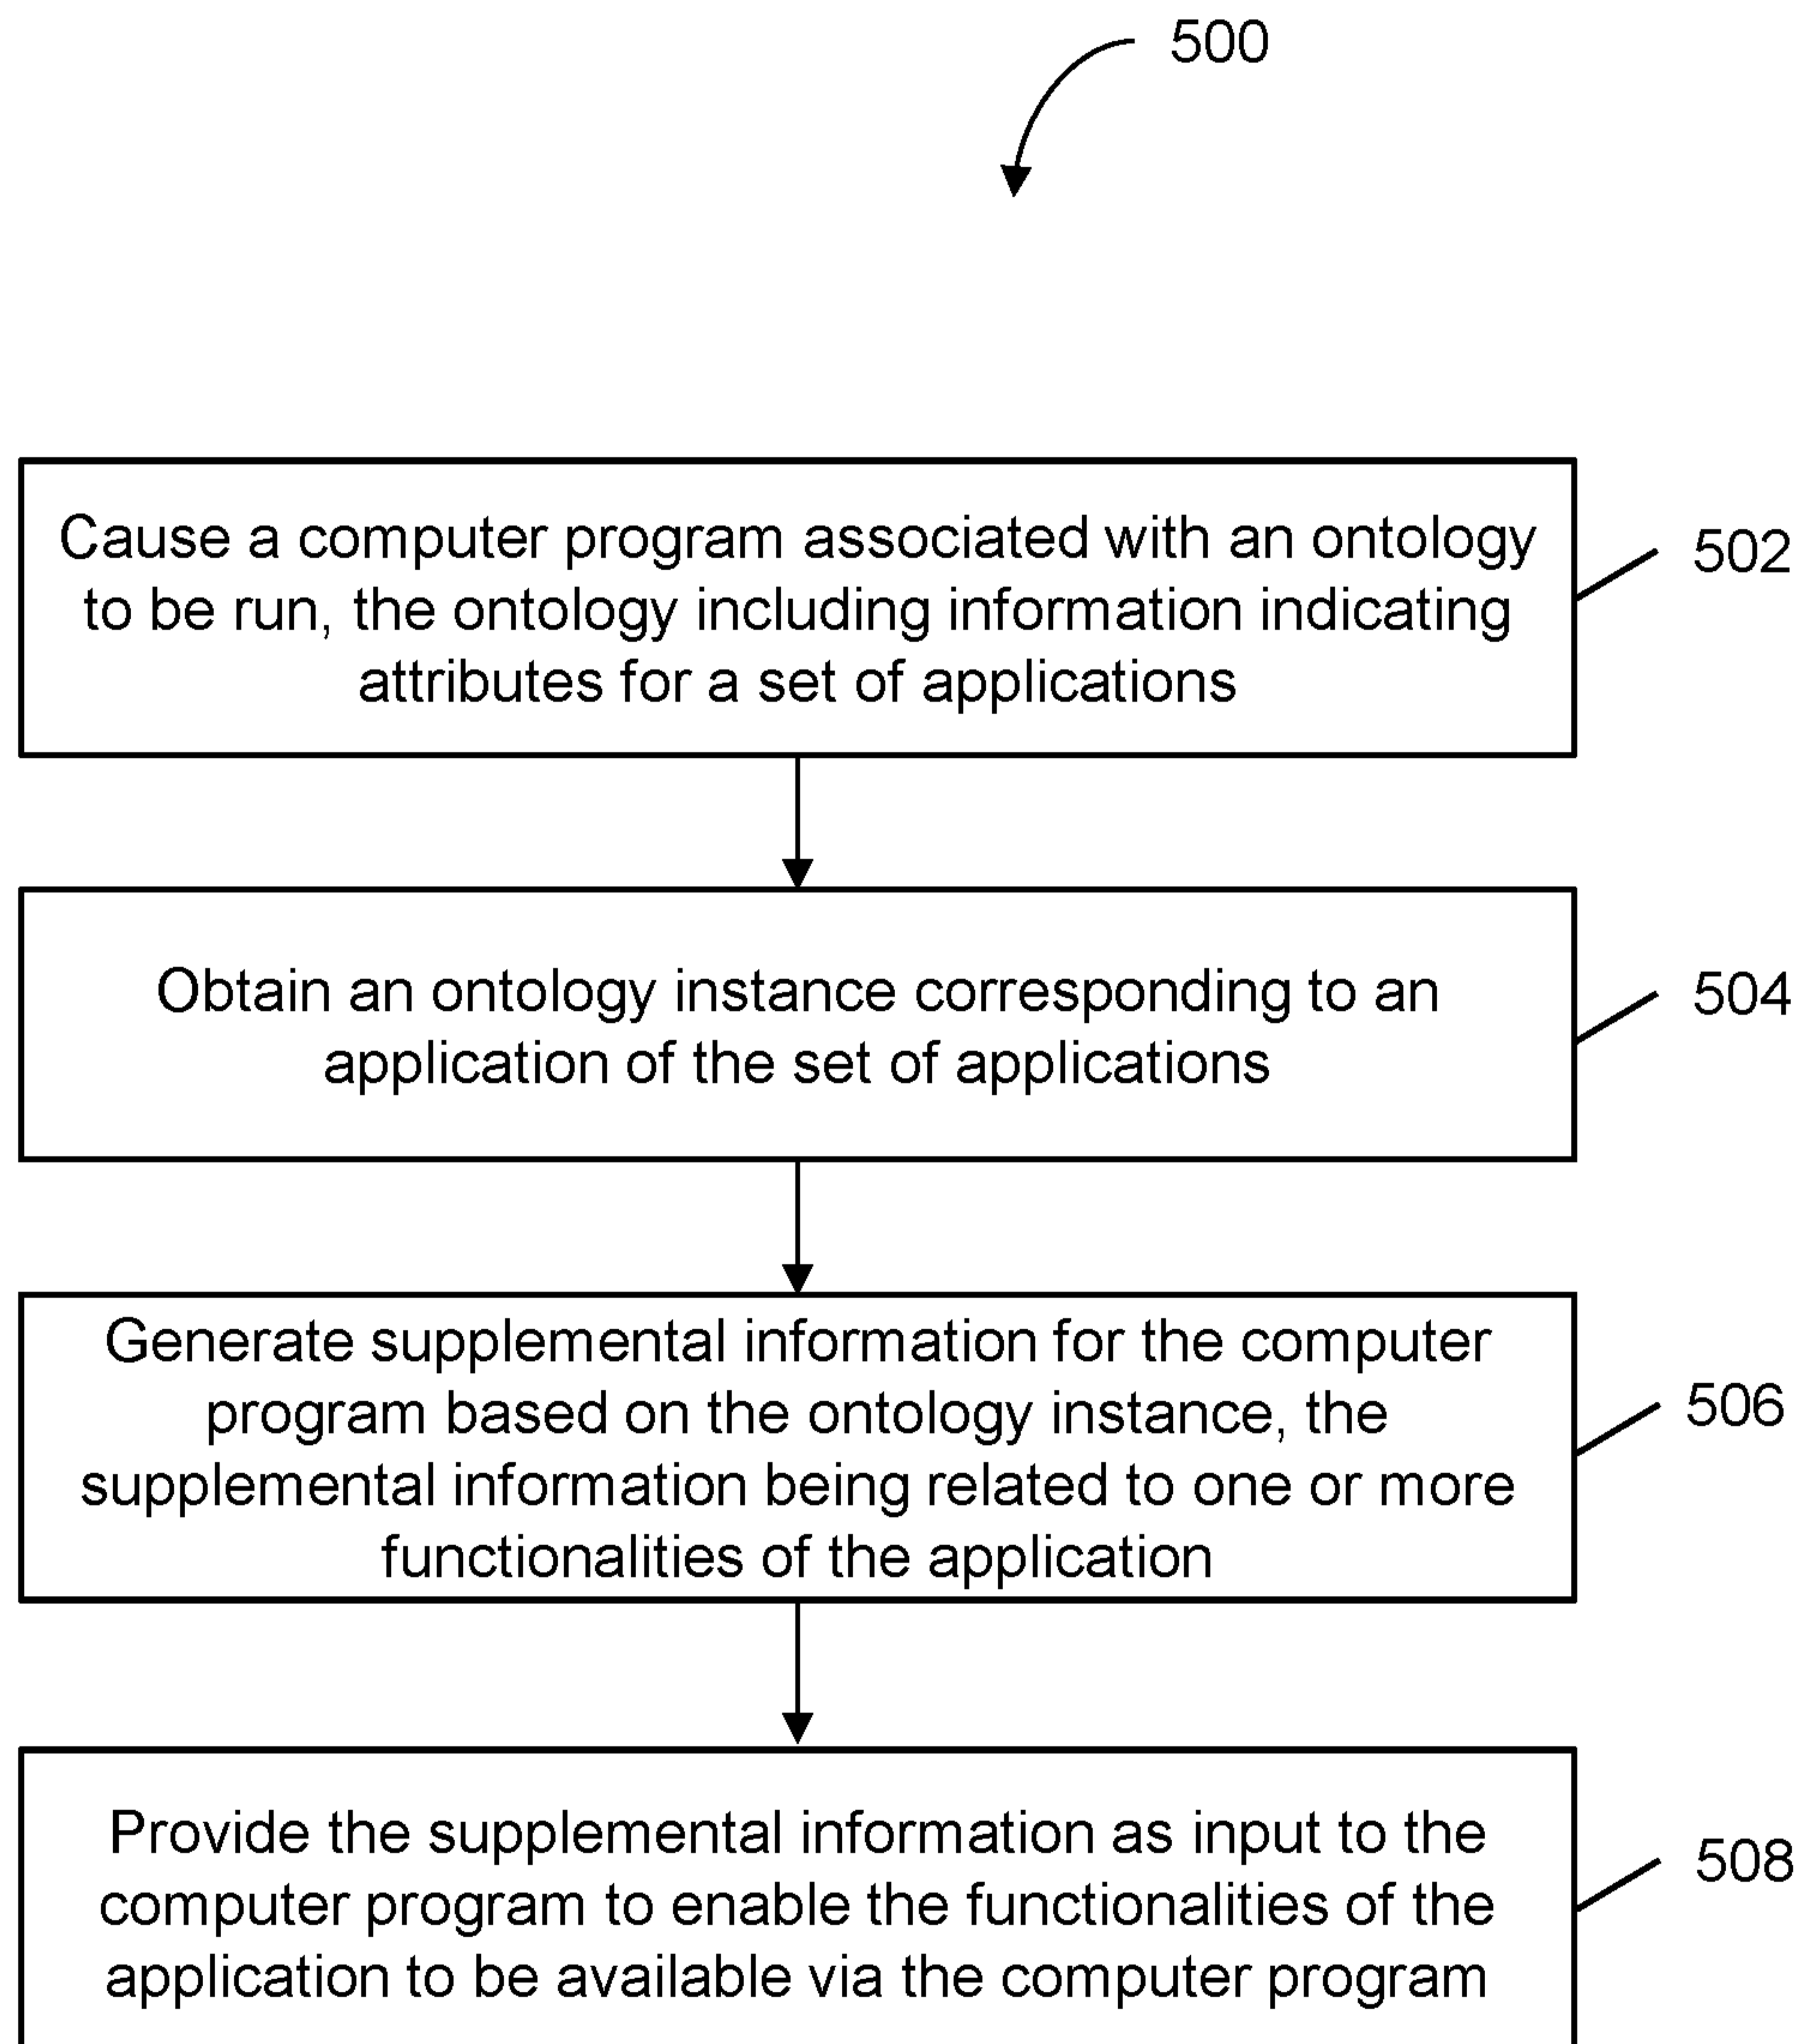 500
Cause a computer program associated with an ontology
to be run, the ontology including information indicating
attributes for a set of applications
502
Obtain an ontology instance corresponding to an
application of the set of applications
504
Generate supplemental information for the computer
program based on the ontology instance, the
supplemental information being related to one or more
functionalities of the application
506
Provide the supplemental information as input to the
computer program to enable the functionalities of the
application to be available via the computer program
508